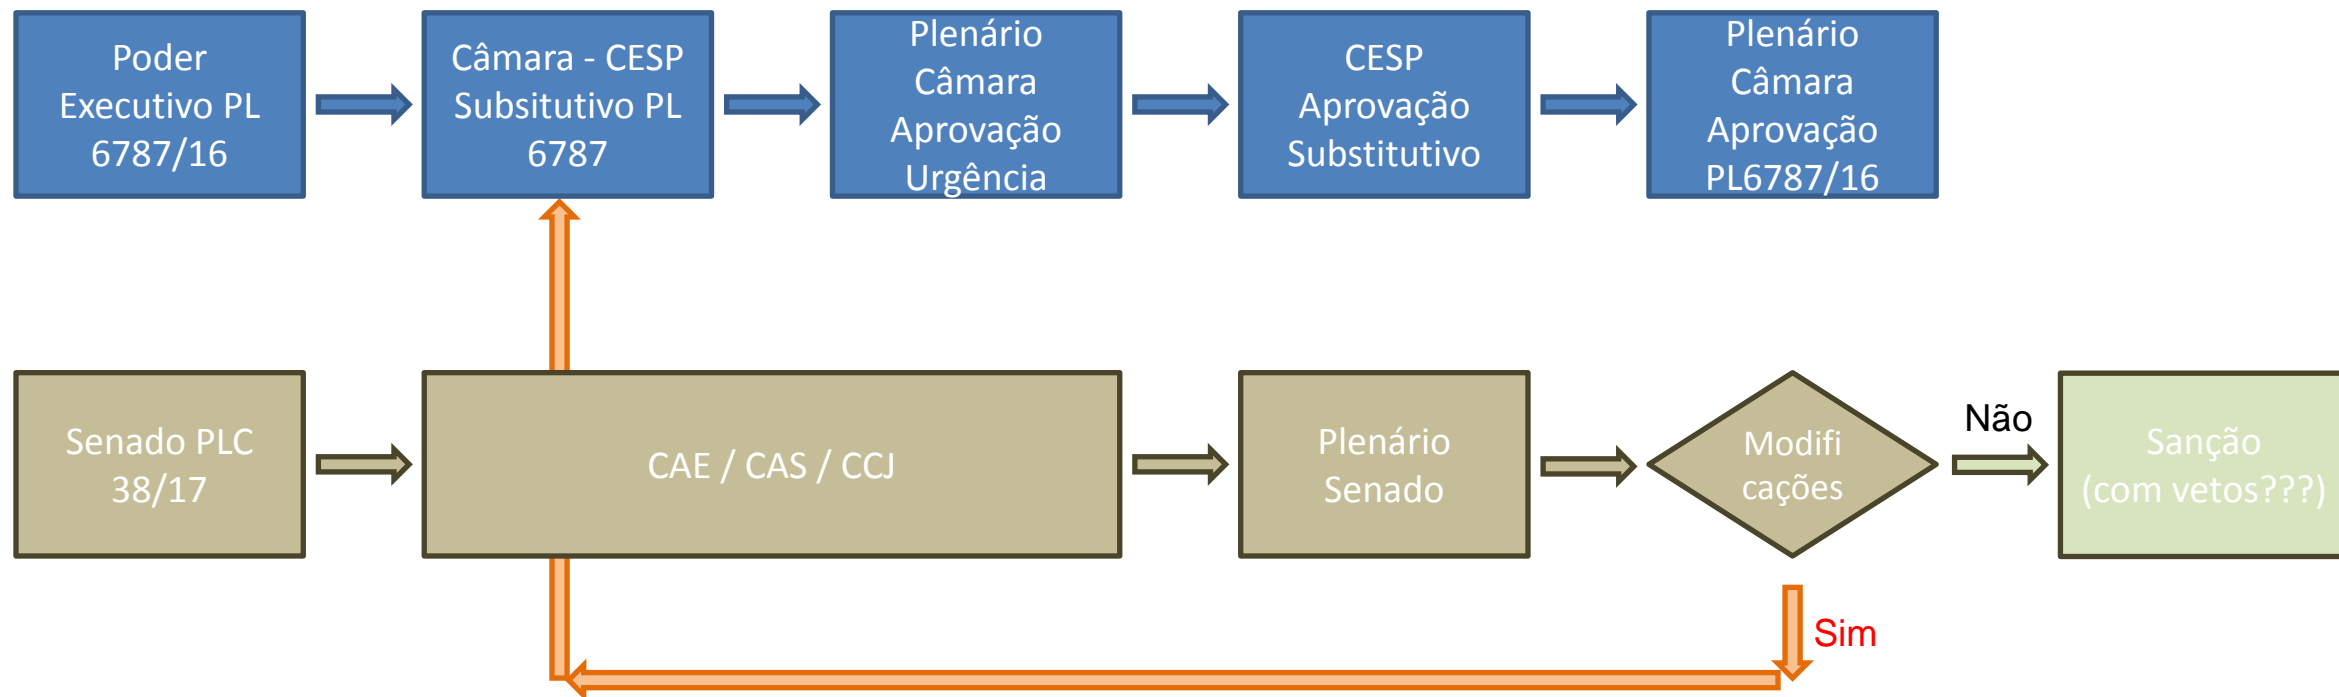 Poder
Executivo PL
6787/16
Câmara - CESP
Subsitutivo PL
6787
Plenário
Câmara
Aprovação
Urgência
CESP
Aprovação
Substitutivo
Plenário
Câmara
Aprovação
PL6787/16
Senado PLC
38/17
CAE / CAS / CCJ
Plenário
Senado
Modifi
cações
Não
Sanção
(com vetos???)
Sim